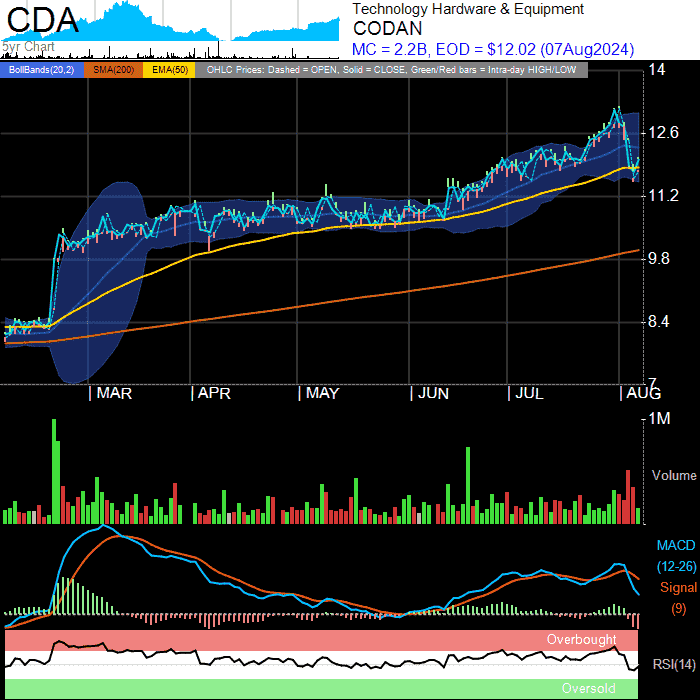 CDA
5yr Chart
Technology Hardware & Equipment
CODAN
MC = 2.2B, EOD = $12.02 (07Aug2024)
BollBands(20,2) SMA(200) EMA(50) OHLC Prices: Dashed = OPEN, Solid = CLOSE, Green/Red bars = Intra-day HIGH/LOW
14
12.6
11.2
9.8
8.4
7
MAR APR MAY JUN JUL AUG
1M
Volume
MACD
(12-26)
Signal
(9)
Overbought
RSI(14)
Oversold